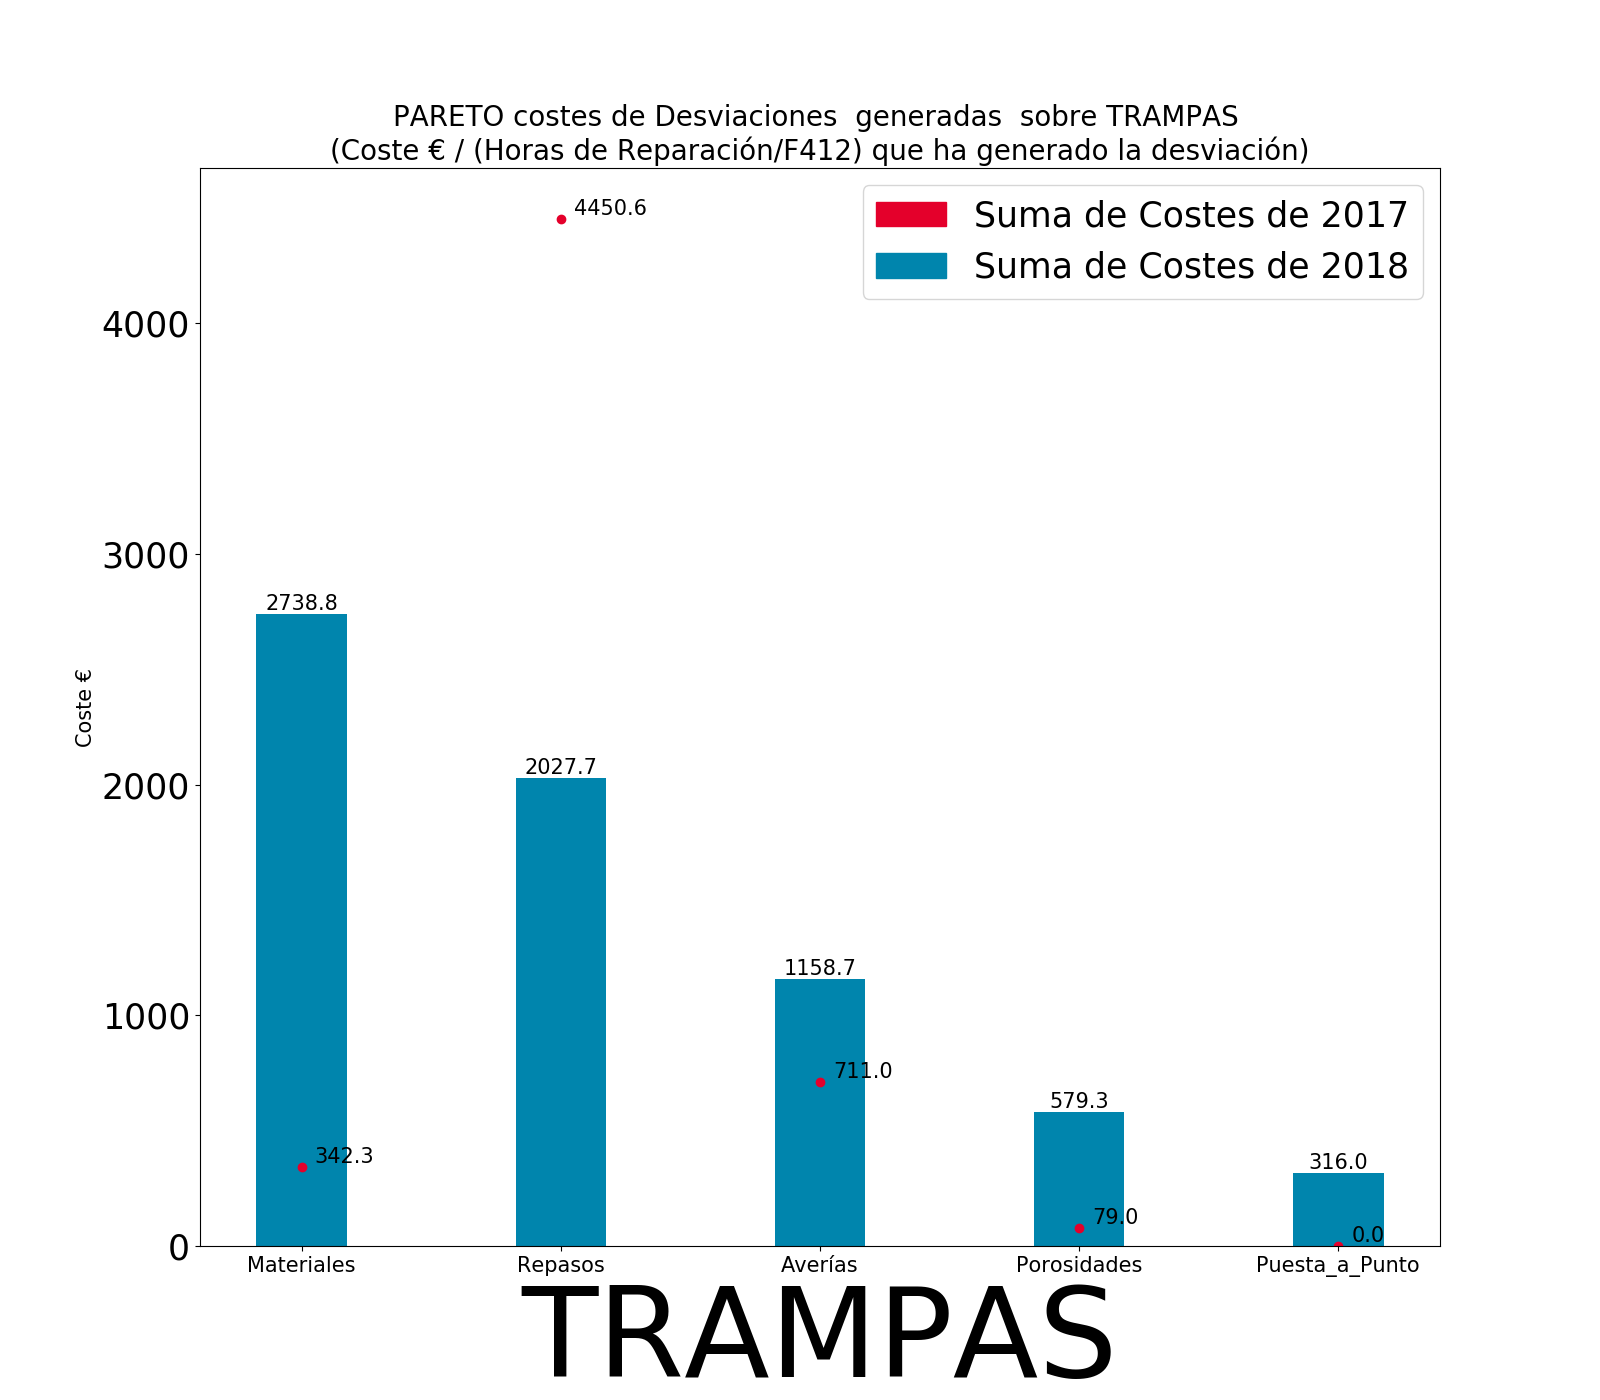 PARETO costes de Desviaciones  generadas  sobre TRAMPAS
(Coste € / (Horas de Reparación/F412) que ha generado la desviación)
Suma de Costes de 2017
Suma de Costes de 2018
4450.6
4000
3000
2000
1000
0
Coste €
2738.8
2027.7
1158.7
711.0
579.3
342.3
316.0
79.0
0.0
Materiales
Repasos
Averías
Porosidades
Puesta_a_Punto
TRAMPAS